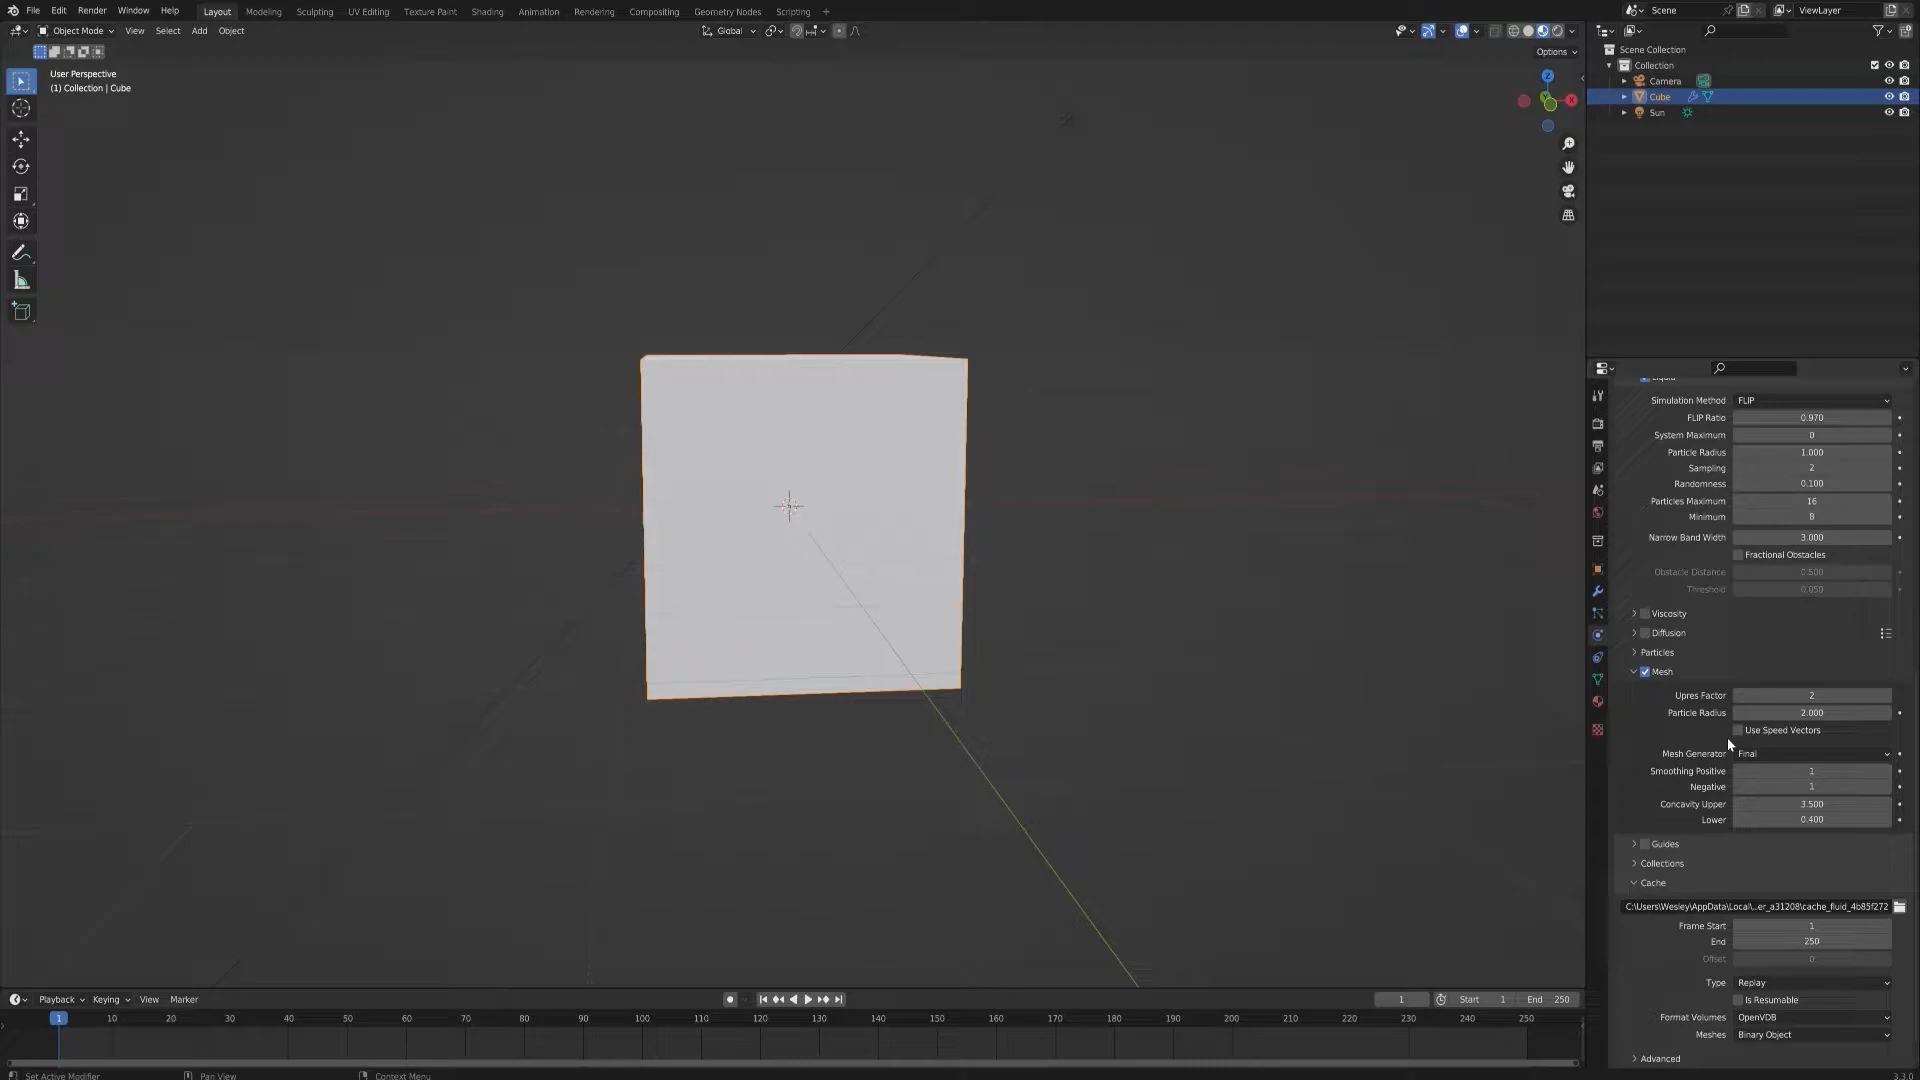 File Edit Render Window Help Layout Modeling Sculpting UV Editing Texture Paint Shading Animation Rendering Compositing Geometry Nodes Scripting +
Scene ViewLayer
Object Mode View Select Add Object
Global
Options
User Perspective
(1) Collection | Cube
Z
Y
X
Scene Collection
Collection
Camera
Cube
Sun
Liquid
Simulation Method FLIP
FLIP Ratio 0.970
System Maximum 0
Particle Radius 1.000
Sampling 2
Randomness 0.100
Particles Maximum 16
Minimum 8
Narrow Band Width 3.000
Fractional Obstacles
Obstacle Distance 0.500
Threshold 0.050
Viscosity
Diffusion
Particles
Mesh
Upres Factor 2
Particle Radius 2.000
Use Speed Vectors
Mesh Generator Final
Smoothing Positive 1
Negative 1
Concavity Upper 3.500
Lower 0.400
Guides
Collections
Cache
C:\Users\Wesley\AppData\Local\...er_a31208\cache_fluid_4b85f272
Frame Start 1
End 250
Offset 0
Type Replay
Is Resumable
Format Volumes OpenVDB
Meshes Binary Object
Advanced
Playback Keying View Marker
1 Start 1 End 250
1 10 20 30 40 50 60 70 80 90 100 110 120 130 140 150 160 170 180 190 200 210 220 230 240 250
Set Active Modifier Pan View Context Menu
3.3.0